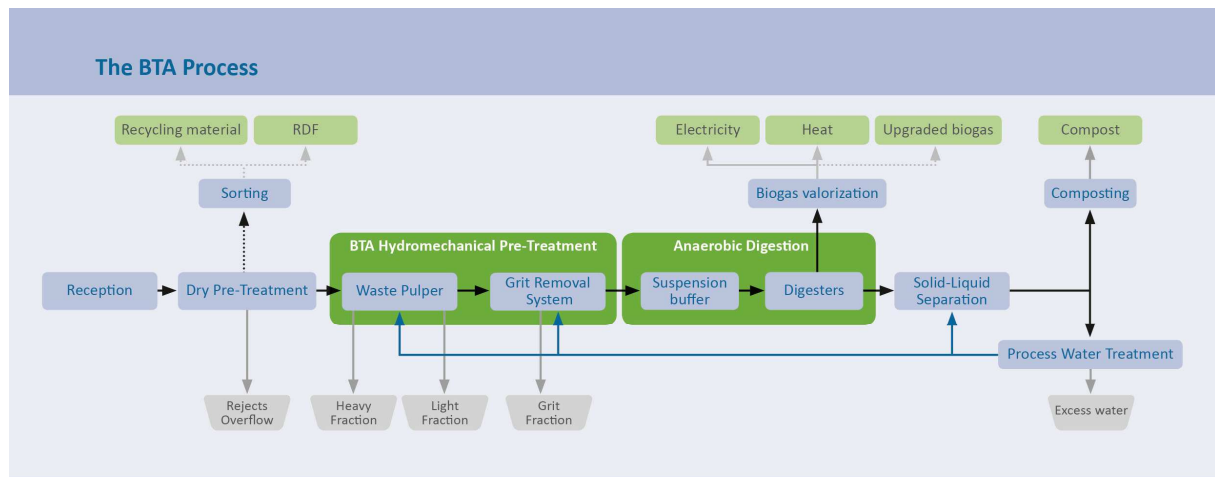 The BTA Process
Recycling material
RDF
Electricity
Heat
Upgraded biogas
Compost
Sorting
Biogas valorization
Composting
BTA Hydromechanical Pre-Treatment
Anaerobic Digestion
Reception
Dry Pre-Treatment
Waste Pulper
Grit Removal
System
Suspension
buffer
Digesters
Solid-Liquid
Separation
Process Water Treatment
Rejects
Overflow
Heavy
Fraction
Light
Fraction
Grit
Fraction
Excess water